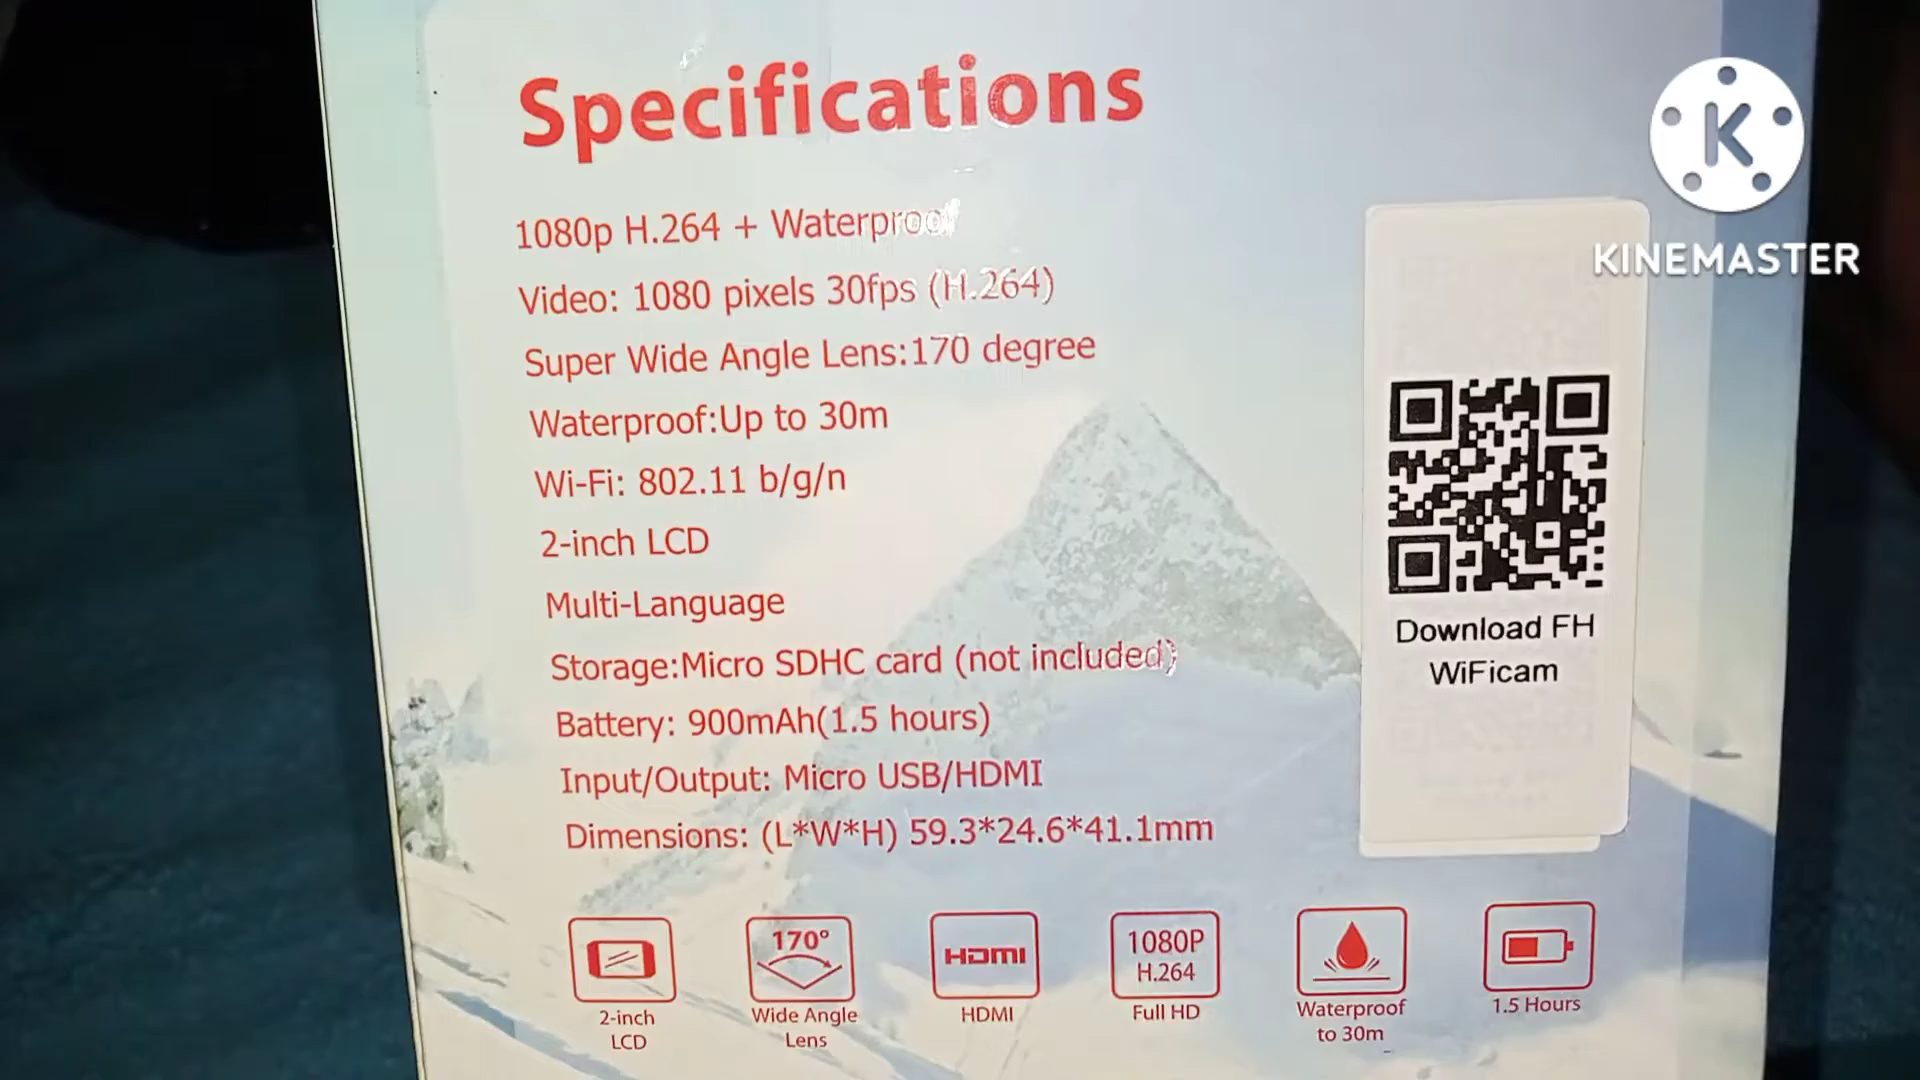 Specifications
1080p H.264 + Waterproof
Video: 1080 pixels 30fps (H.264)
Super Wide Angle Lens:170 degree
Waterproof:Up to 30m
Wi-Fi: 802.11 b/g/n
2-inch LCD
Multi-Language
Storage:Micro SDHC card (not included)
Battery: 900mAh(1.5 hours)
Input/Output: Micro USB/HDMI
Dimensions: (L*W*H) 59.3*24.6*41.1mm
K
KINEMASTER
Download FH
WiFicam
2-inch
LCD
170°
Wide Angle
Lens
HDMI
HDMI
1080P
H.264
Full HD
Waterproof
to 30m
1.5 Hours